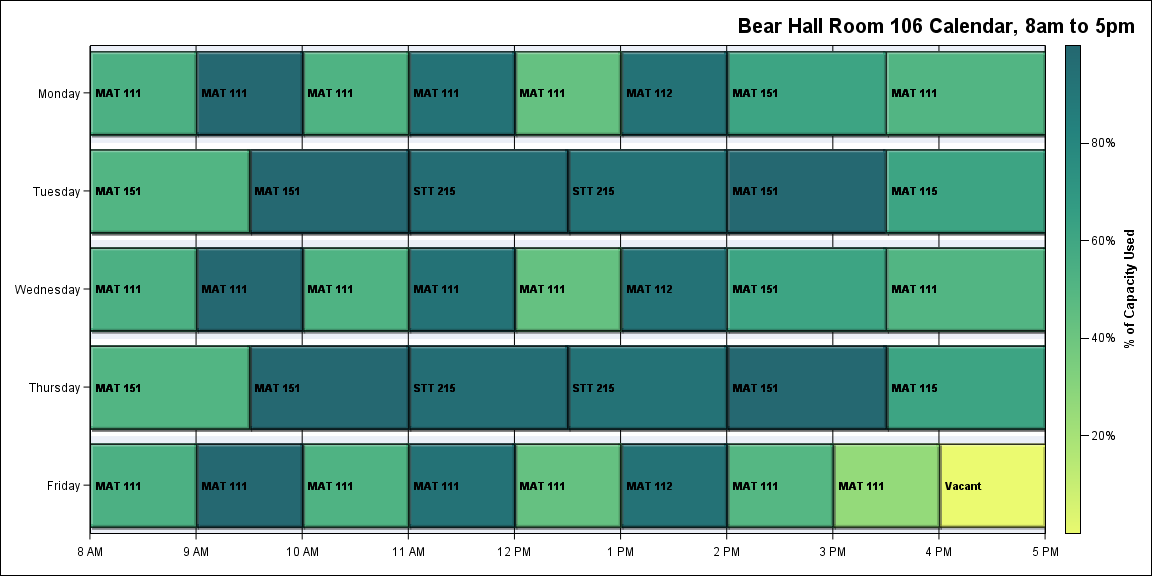 Bear Hall Room 106 Calendar, 8am to 5pm
Monday
MAT 111
MAT 111
MAT 111
MAT 111
MAT 111
MAT 112
MAT 151
MAT 111
Tuesday
MAT 151
MAT 151
STT 215
STT 215
MAT 151
MAT 115
Wednesday
MAT 111
MAT 111
MAT 111
MAT 111
MAT 111
MAT 112
MAT 151
MAT 111
Thursday
MAT 151
MAT 151
STT 215
STT 215
MAT 151
MAT 115
Friday
MAT 111
MAT 111
MAT 111
MAT 111
MAT 111
MAT 112
MAT 111
MAT 111
Vacant
8 AM
9 AM
10 AM
11 AM
12 PM
1 PM
2 PM
3 PM
4 PM
5 PM
80%
60%
40%
20%
% of Capacity Used